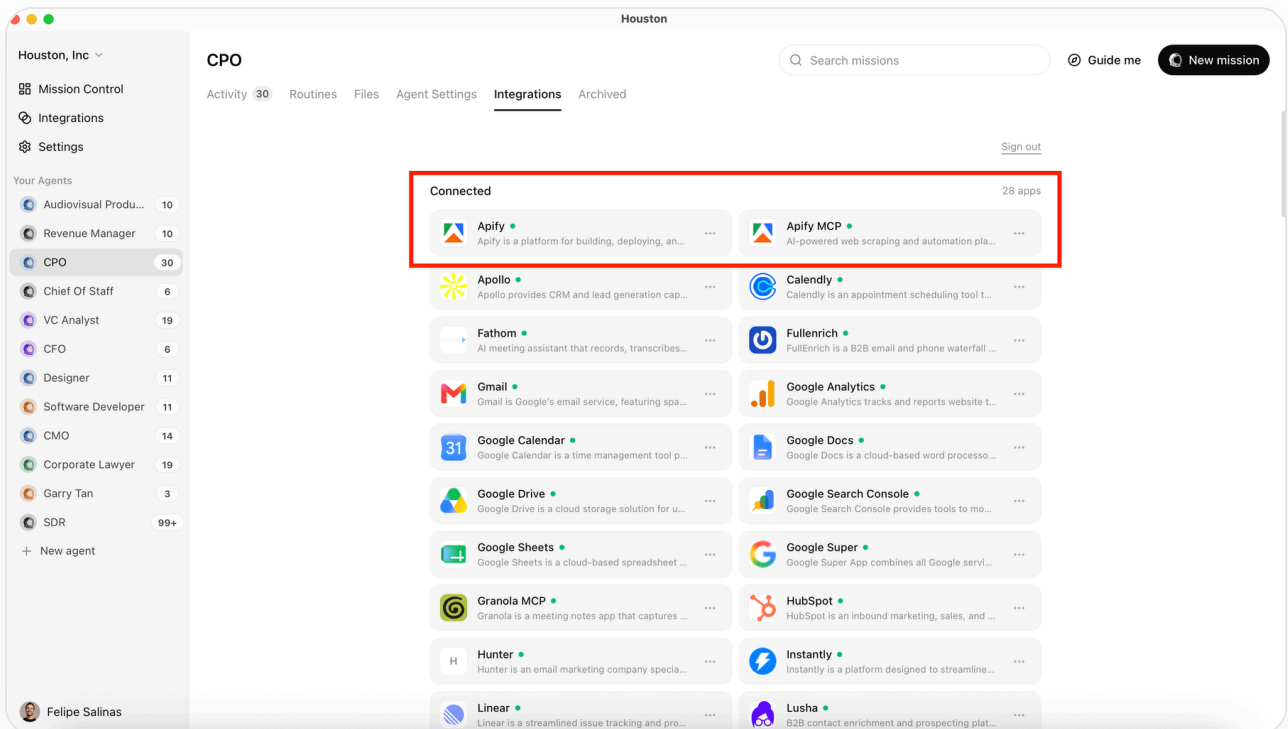 Houston
Houston, Inc
Mission Control
Integrations
Settings
Your Agents
Audiovisual Produ... 10
Revenue Manager 10
CPO 30
Chief Of Staff 6
VC Analyst 19
CFO 6
Designer 11
Software Developer 11
CMO 14
Corporate Lawyer 19
Garry Tan 3
SDR 99+
+ New agent
Felipe Salinas
CPO
Search missions
Guide me
New mission
Activity 30 Routines Files Agent Settings Integrations Archived
Sign out
Connected 28 apps
Apify
Apify is a platform for building, deploying, an...
Apify MCP
AI-powered web scraping and automation pla...
Apollo
Apollo provides CRM and lead generation cap...
Calendly
Calendly is an appointment scheduling tool t...
Fathom
AI meeting assistant that records, transcribes...
Fullenrich
FullEnrich is a B2B email and phone waterfall ...
Gmail
Gmail is Google's email service, featuring spa...
Google Analytics
Google Analytics tracks and reports website t...
31
Google Calendar
Google Calendar is a time management tool p...
Google Docs
Google Docs is a cloud-based word processo...
Google Drive
Google Drive is a cloud storage solution for u...
Google Search Console
Google Search Console provides tools to mo...
Google Sheets
Google Sheets is a cloud-based spreadsheet ...
Google Super
Google Super App combines all Google servi...
Granola MCP
Granola is a meeting notes app that captures ...
HubSpot
HubSpot is an inbound marketing, sales, and ...
H
Hunter
Hunter is an email marketing company specia...
Instantly
Instantly is a platform designed to streamline...
Linear
Linear is a streamlined issue tracking and pro...
Lusha
B2B contact enrichment and prospecting plat...